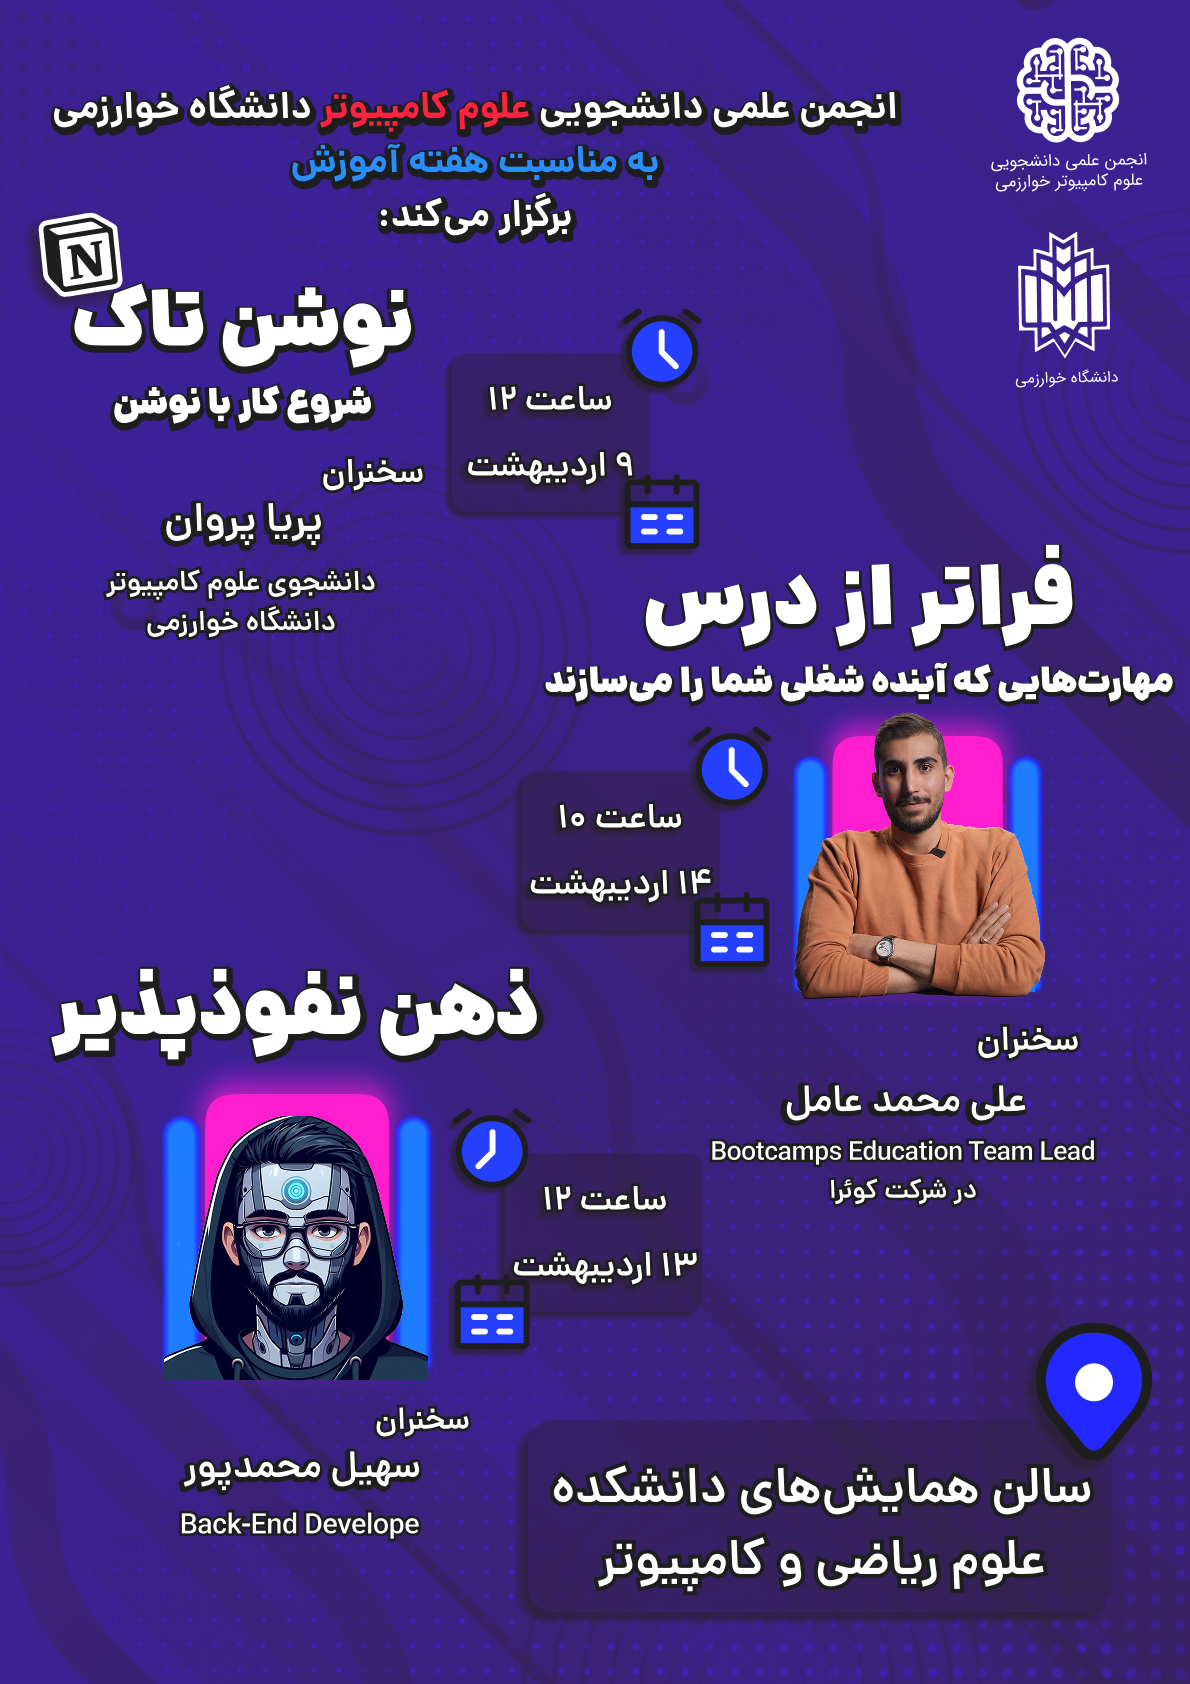 انجمن علمی دانشجویی علوم کامپیوتر دانشگاه خوارزمی
به مناسبت هفته آموزش
برگزار می‌کند:
انجمن علمی دانشجویی
علوم کامپیوتر خوارزمی
دانشگاه خوارزمی
N
نوشن تاک
شروع کار با نوشن
ساعت ۱۲
۹ اردیبهشت
سخنران
پریا پروان
دانشجوی علوم کامپیوتر
دانشگاه خوارزمی
فراتر از درس
مهارت‌هایی که آینده شغلی شما را می‌سازند
ساعت ۱۰
۱۴ اردیبهشت
سخنران
علی محمد عامل
Bootcamps Education Team Lead
در شرکت کوئرا
ذهن نفوذپذیر
ساعت ۱۲
۱۳ اردیبهشت
سخنران
سهیل محمدپور
Back-End Develope
سالن همایش‌های دانشکده
علوم ریاضی و کامپیوتر